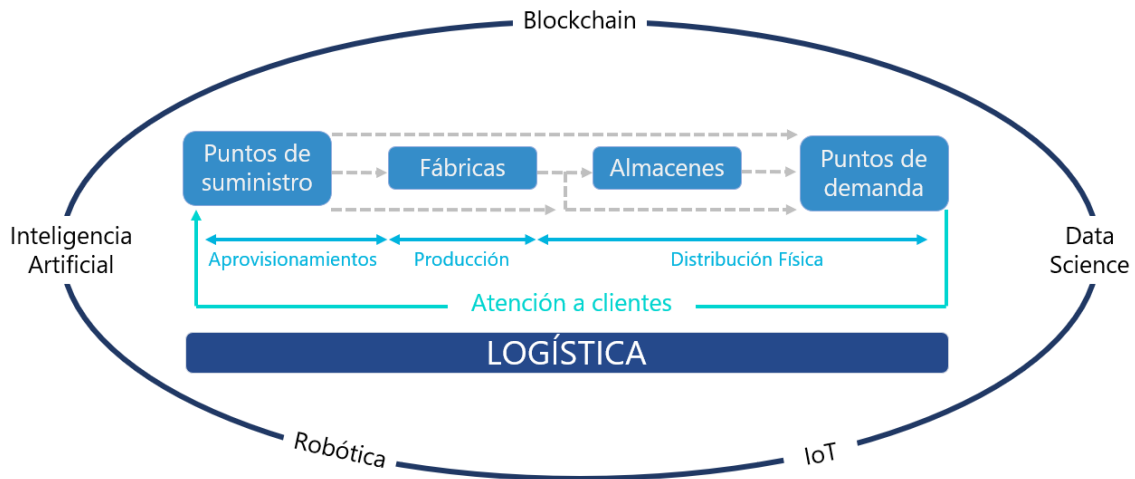 Blockchain
Puntos de
suministro
Fábricas
Almacenes
Puntos de
demanda
Inteligencia
Artificial
Data
Science
Aprovisionamientos
Producción
Distribución Física
Atención a clientes
LOGÍSTICA
Robótica
IoT